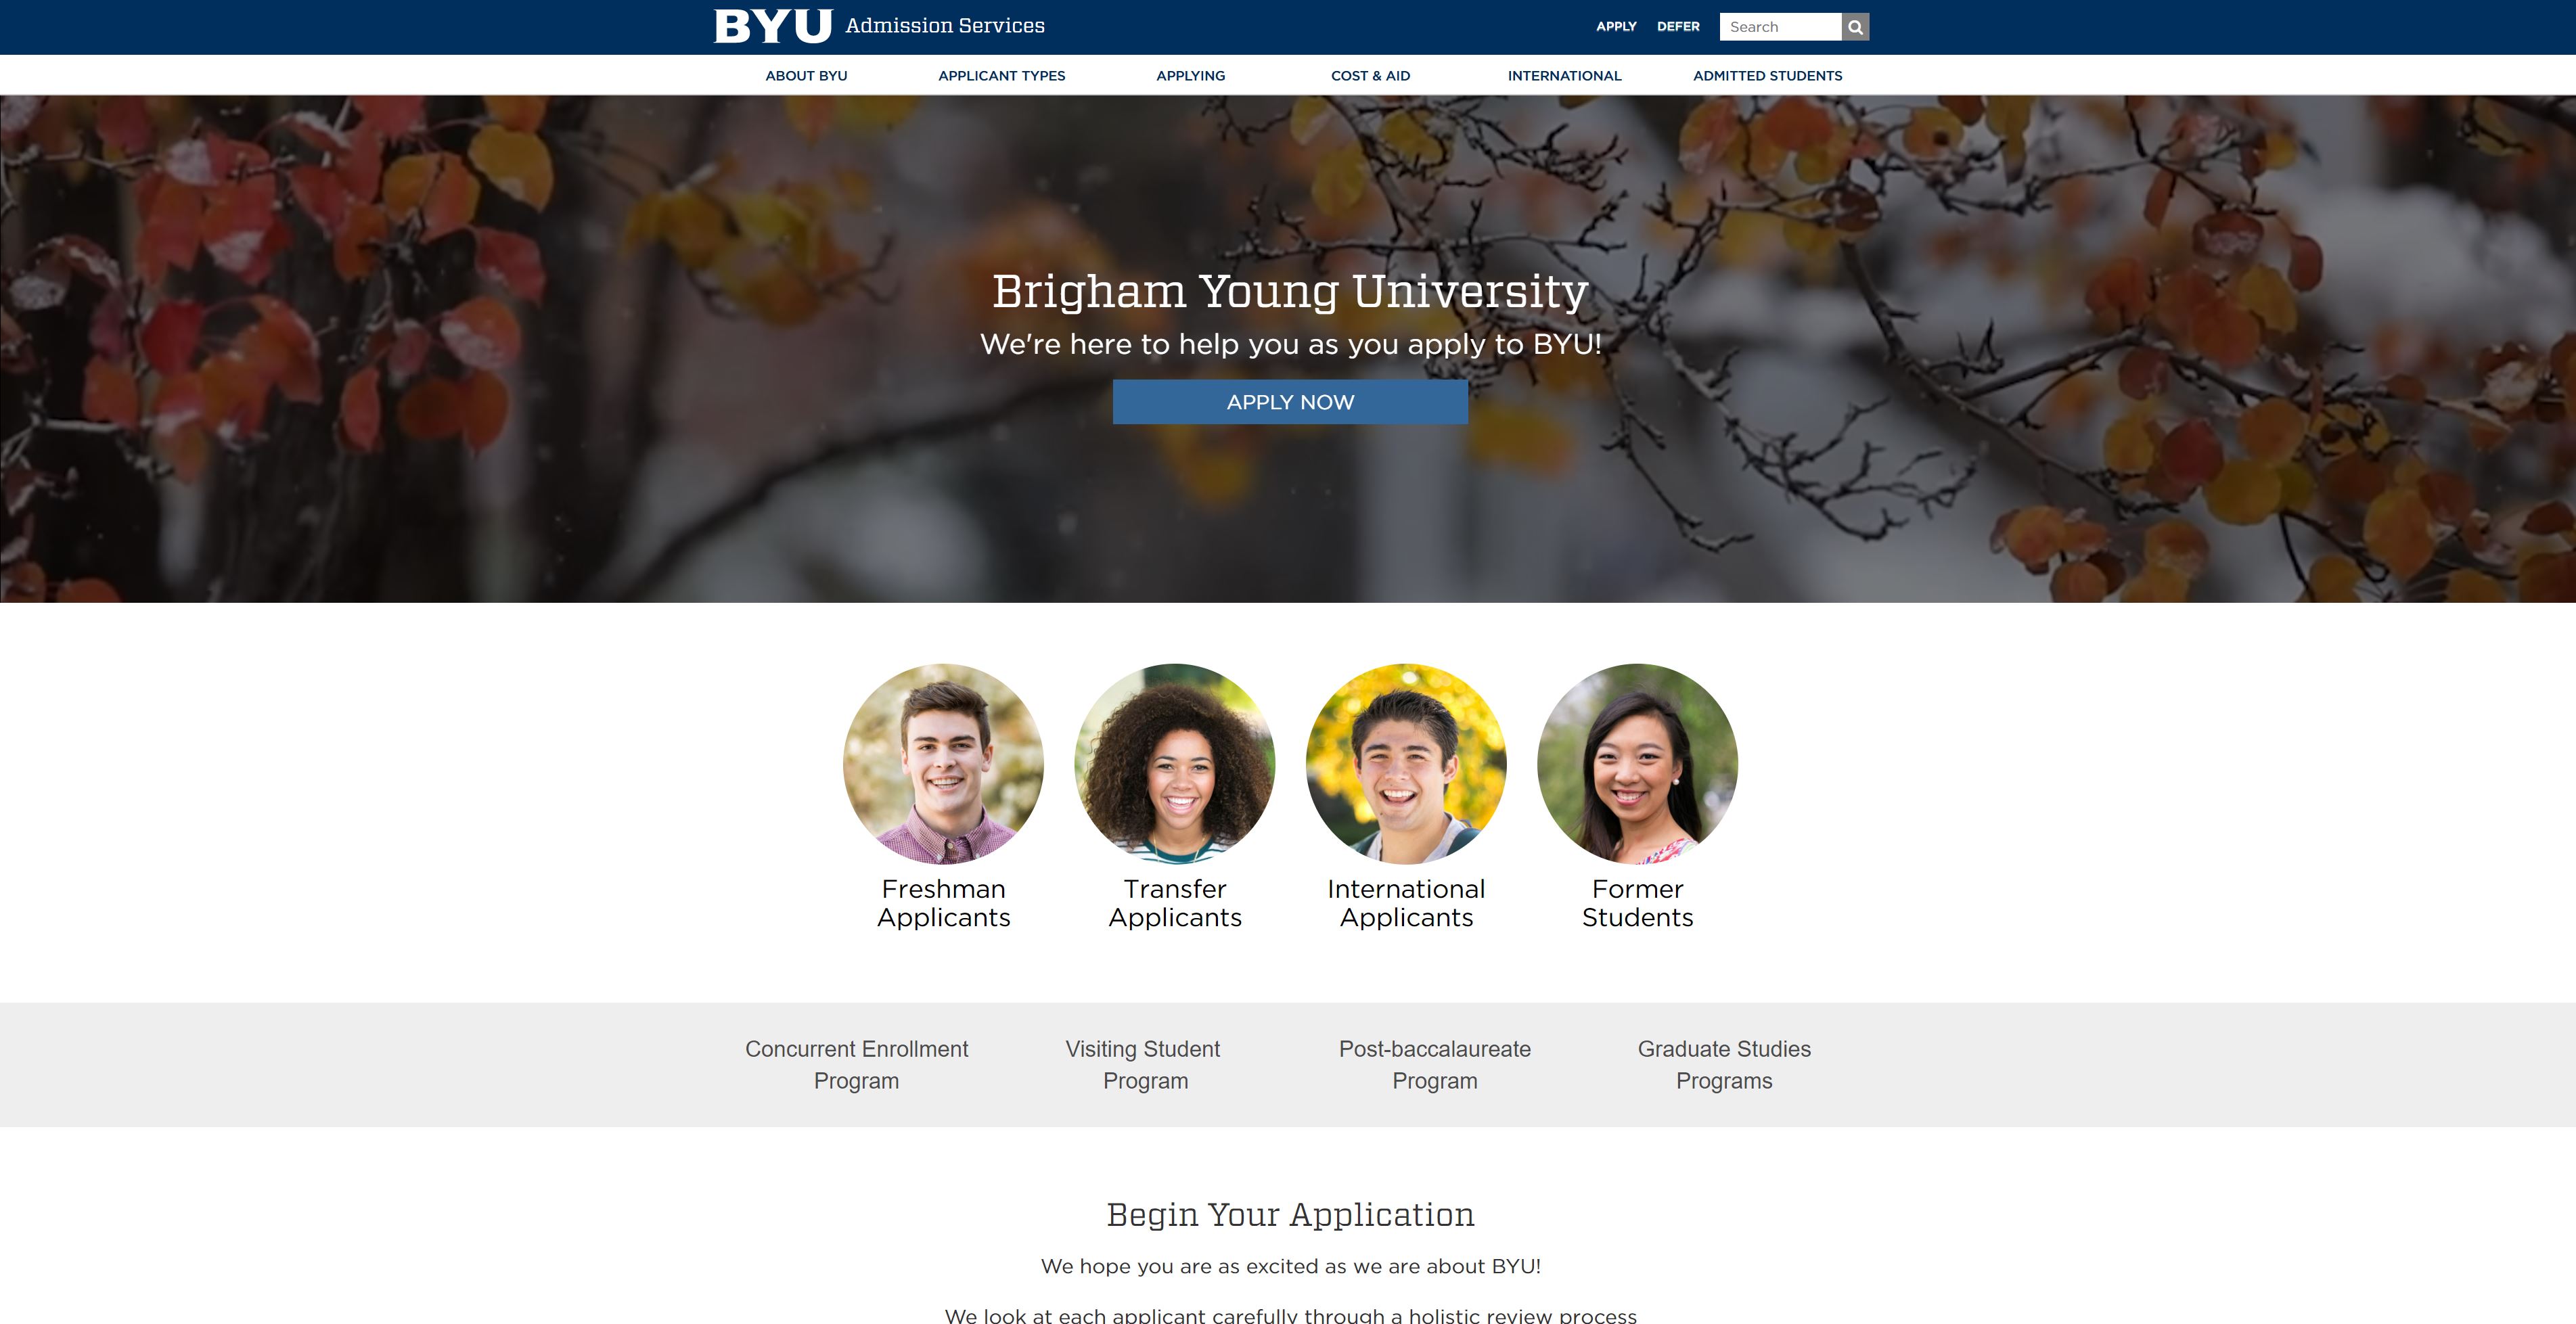 BYU Admission Services
APPLY DEFER Search
ABOUT BYU APPLICANT TYPES APPLYING COST & AID INTERNATIONAL ADMITTED STUDENTS
Brigham Young University
We're here to help you as you apply to BYU!
APPLY NOW
Freshman
Applicants
Transfer
Applicants
International
Applicants
Former
Students
Concurrent Enrollment
Program
Visiting Student
Program
Post-baccalaureate
Program
Graduate Studies
Programs
Begin Your Application
We hope you are as excited as we are about BYU!
We look at each applicant carefully through a holistic review process